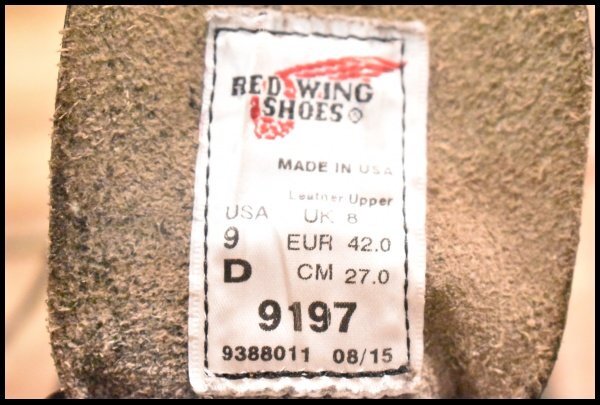 RED WING
SHOES®
MADE IN USA
Leather Upper
USA UK 8
9 EUR 42.0
D CM 27.0
9197
9388011 08/15